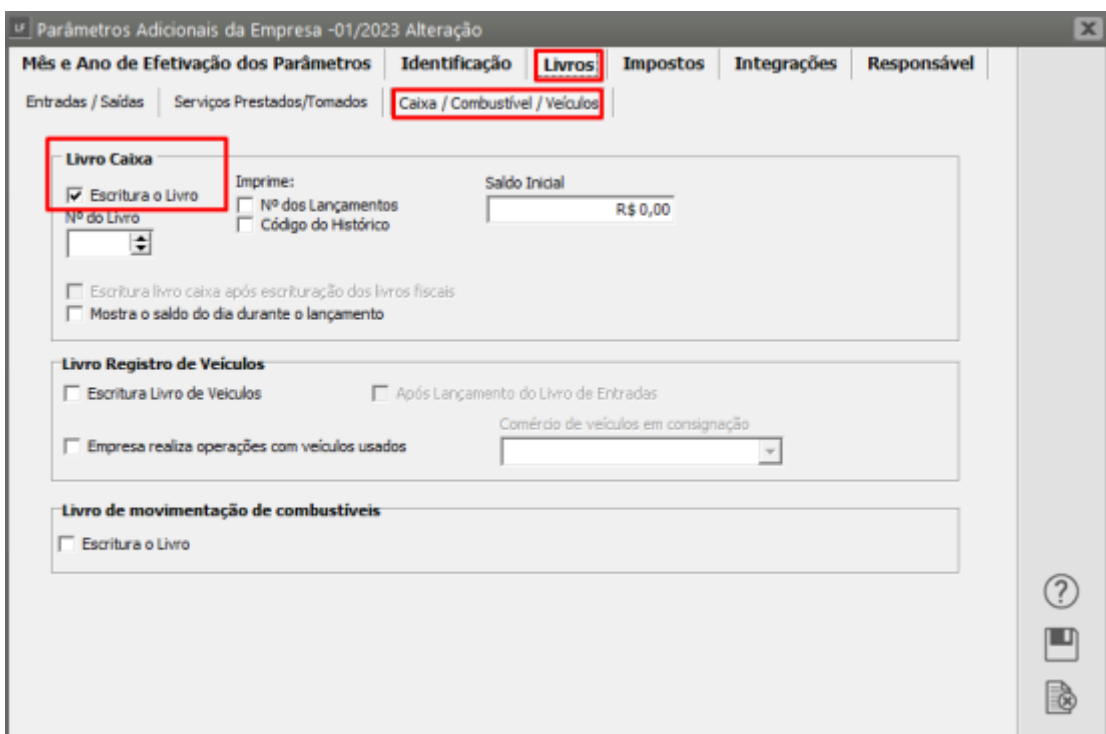 LF Parâmetros Adicionais da Empresa -01/2023 Alteração
Mês e Ano de Efetivação dos Parâmetros Identificação Livros Impostos Integrações Responsável
Entradas / Saídas Serviços Prestados/Tomados Caixa / Combustível / Veículos
Livro Caixa
Escritura o Livro
Imprime:
Nº dos Lançamentos
Código do Histórico
Saldo Inicial
R$ 0,00
Nº do Livro
Escritura livro caixa após escrituração dos livros fiscais
Mostra o saldo do dia durante o lançamento
Livro Registro de Veículos
Escritura Livro de Veiculos Após Lançamento do Livro de Entradas
Comércio de veículos em consignação
Empresa realiza operações com veículos usados
Livro de movimentação de combustíveis
Escritura o Livro
?